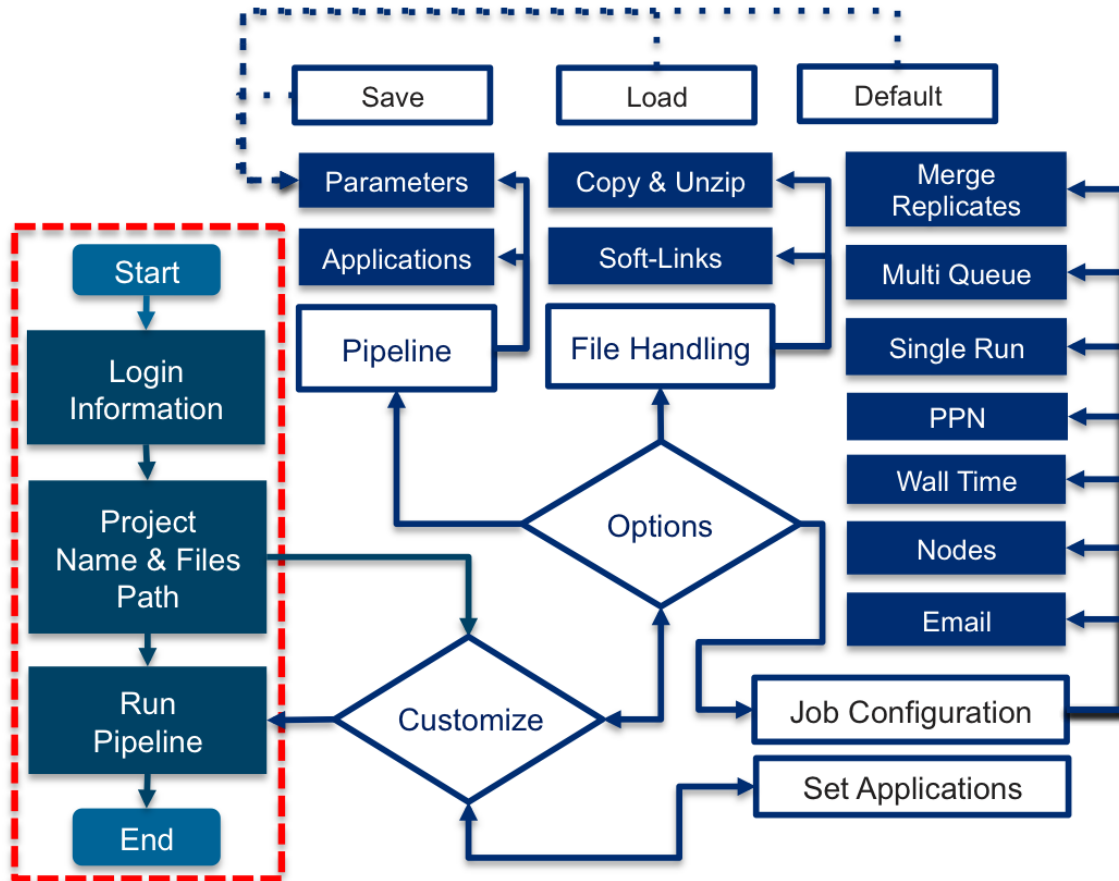 Save
Load
Default
Parameters
Copy & Unzip
Merge
Replicates
Applications
Soft-Links
Multi Queue
Start
Pipeline
File Handling
Single Run
Login
Information
PPN
Wall Time
Project
Name & Files
Path
Options
Nodes
Email
Run
Pipeline
Customize
Job Configuration
Set Applications
End